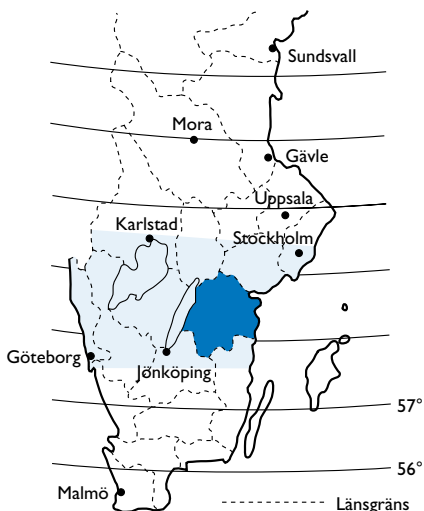 Sundsvall
Mora
Gävle
Uppsala
Karlstad
Stockholm
Göteborg
Jönköping
57°
56°
Malmö
Länsgräns